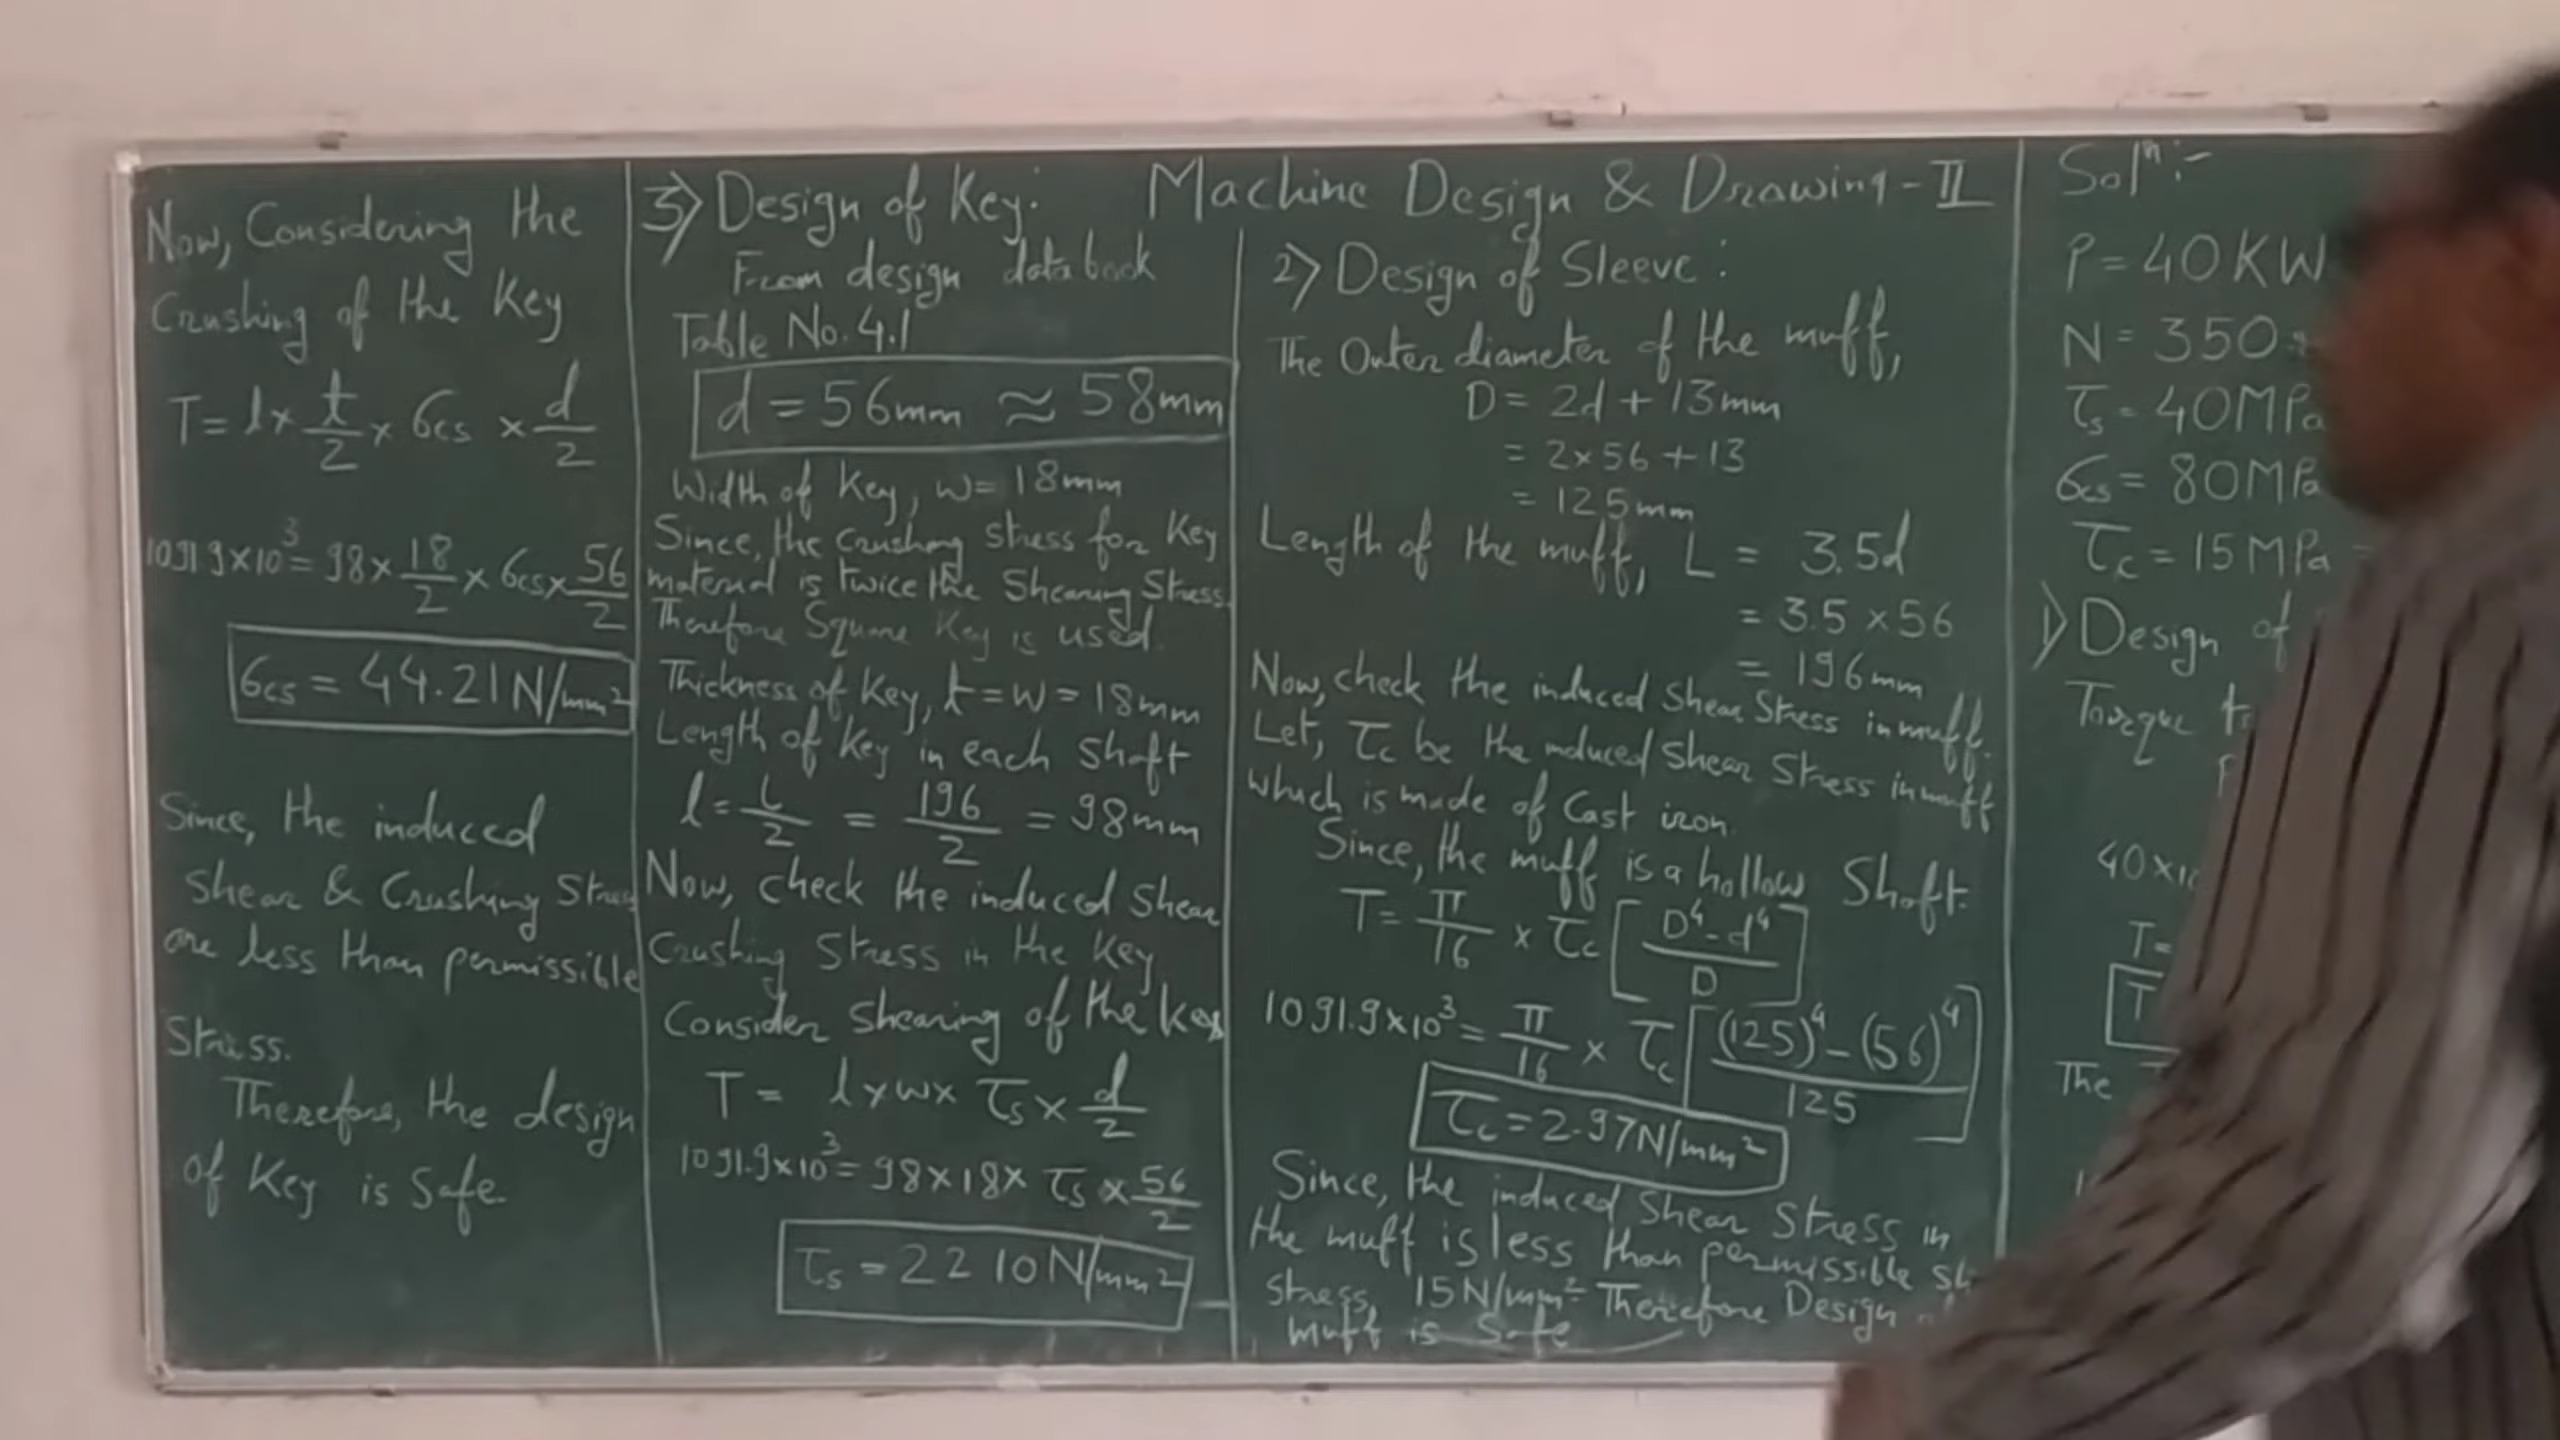 Now, Considering the
Crushing of the Key
T = l × t/2 × σcs × d/2
1091.9×10³ = 98 × 18/2 × σcs × 56/2
σcs = 44.21 N/mm²
Since, the induced
Shear & Crushing Stress
are less than permissible
Stress.
Therefore, the design
of Key is Safe.
3) Design of Key:
From design data book
Table No. 4.1
d = 56mm ≈ 58mm
Width of Key, w = 18mm
Since, the crushing stress for Key
material is twice the Shearing Stress.
Therefore Square Key is used.
Thickness of Key, t = w = 18mm
Length of Key in each Shaft
l = L/2 = 196/2 = 98mm
Now, check the induced Shear
Crushing Stress in the Key
Consider Shearing of the Key
T = l × w × τs × d/2
1091.9×10³ = 98×18× τs × 56/2
τs = 22 10 N/mm²
Machine Design & Drawing - II
2) Design of Sleeve :
The Outer diameter of the muff,
D = 2d + 13mm
= 2×56 + 13
= 125mm
Length of the muff, L = 3.5d
= 3.5 × 56
= 196mm
Now, check the induced Shear Stress in muff.
Let, τc be the induced Shear Stress in muff
which is made of Cast iron.
Since, the muff is a hollow Shaft.
T = π/16 × τc [D⁴ - d⁴/D]
1091.9×10³ = π/16 × τc [(125)⁴ - (56)⁴/125]
τc = 2.97 N/mm²
Since, the induced Shear Stress in
the muff is less than permissible
stress, 15 N/mm² Therefore Design
muff is Safe
Solⁿ :-
P = 40 KW
N = 350
τs = 40 MPa
σcs = 80 MPa
τc = 15 MPa =
1) Design of
Torque
40×10
T =
T
The